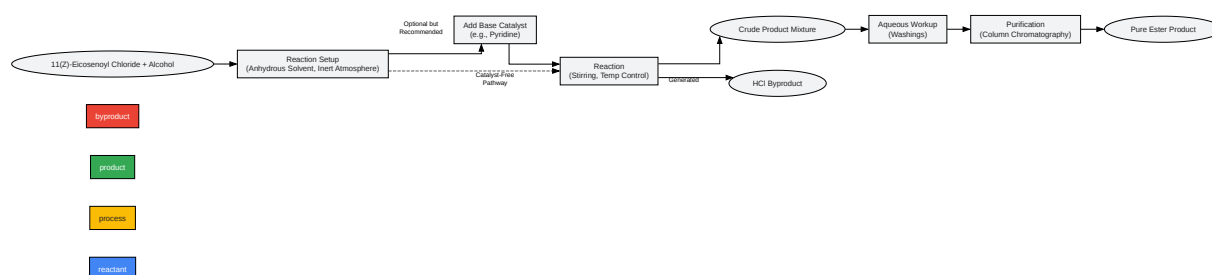 Optional but
Recommended
Add Base Catalyst
(e.g., Pyridine)
11(Z)-Eicosenoyl Chloride + Alcohol
Reaction Setup
(Anhydrous Solvent, Inert Atmosphere)
Catalyst-Free
Pathway
Reaction
(Stirring, Temp Control)
Generated
Crude Product Mixture
HCl Byproduct
Aqueous Workup
(Washings)
Purification
(Column Chromatography)
Pure Ester Product
byproduct
product
process
reactant